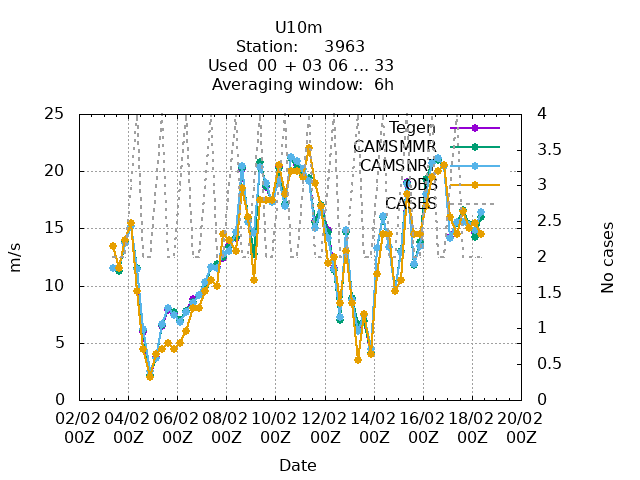 U10m
Station: 3963
Used 00 + 03 06 ... 33
Averaging window: 6h
25
20
15
10
5
0
m/s
4
3.5
3
2.5
2
1.5
1
0.5
0
No cases
Tegen
CAMSMMR
CAMSNRT
OBS
CASES
02/02 04/02 06/02 08/02 10/02 12/02 14/02 16/02 18/02 20/02
00Z 00Z 00Z 00Z 00Z 00Z 00Z 00Z 00Z 00Z
Date